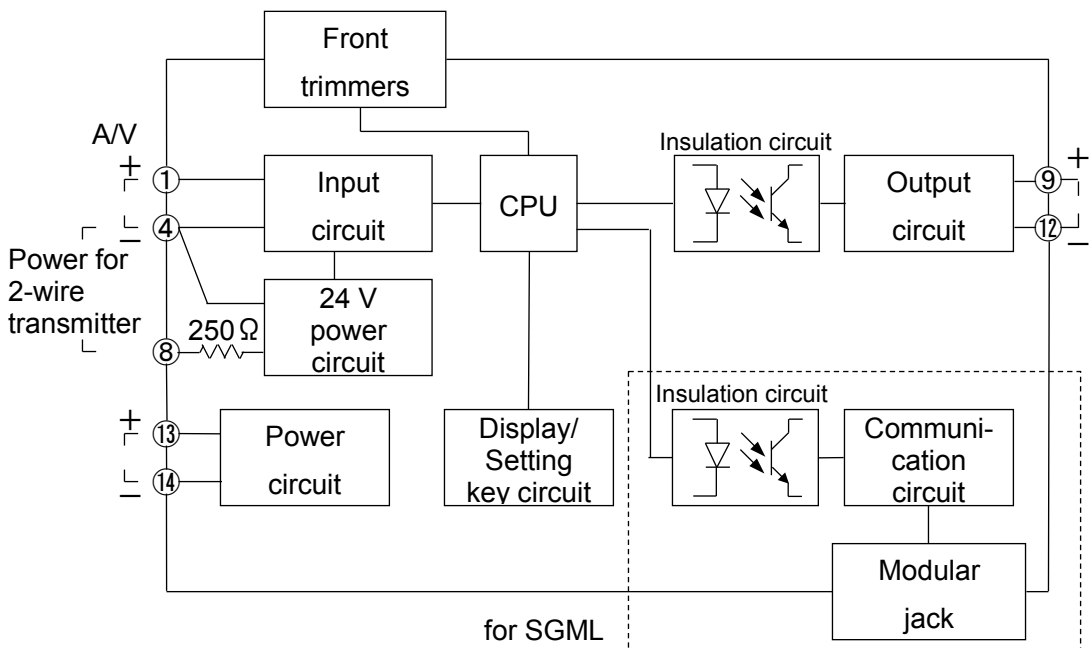 Front
trimmers
A/V
+
①
④
−
Input
circuit
CPU
Insulation circuit
Output
circuit
⑨
⑫
+
−
Power for
2-wire
transmitter
⑧
250 Ω
24 V
power
circuit
+
⑬
⑭
−
Power
circuit
Display/
Setting
key circuit
Insulation circuit
Communi-
cation
circuit
Modular
jack
for SGML